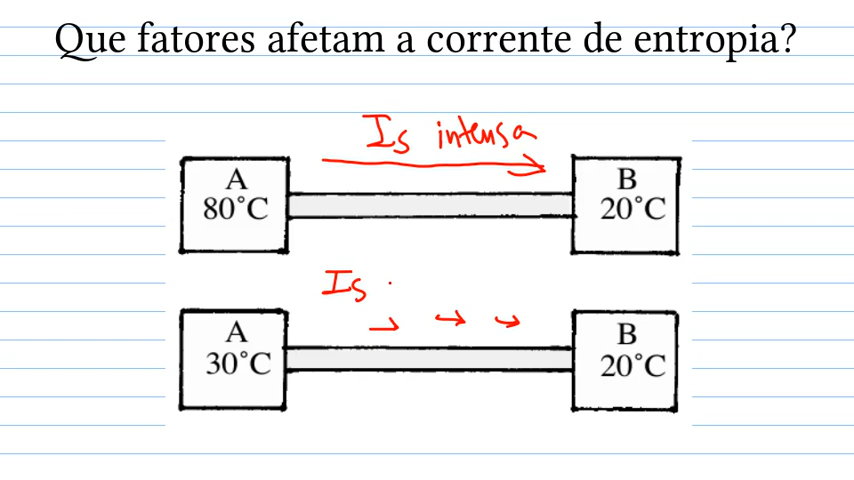 Que fatores afetam a corrente de entropia?
Is intensa
A
80°C
B
20°C
Is
A
30°C
B
20°C